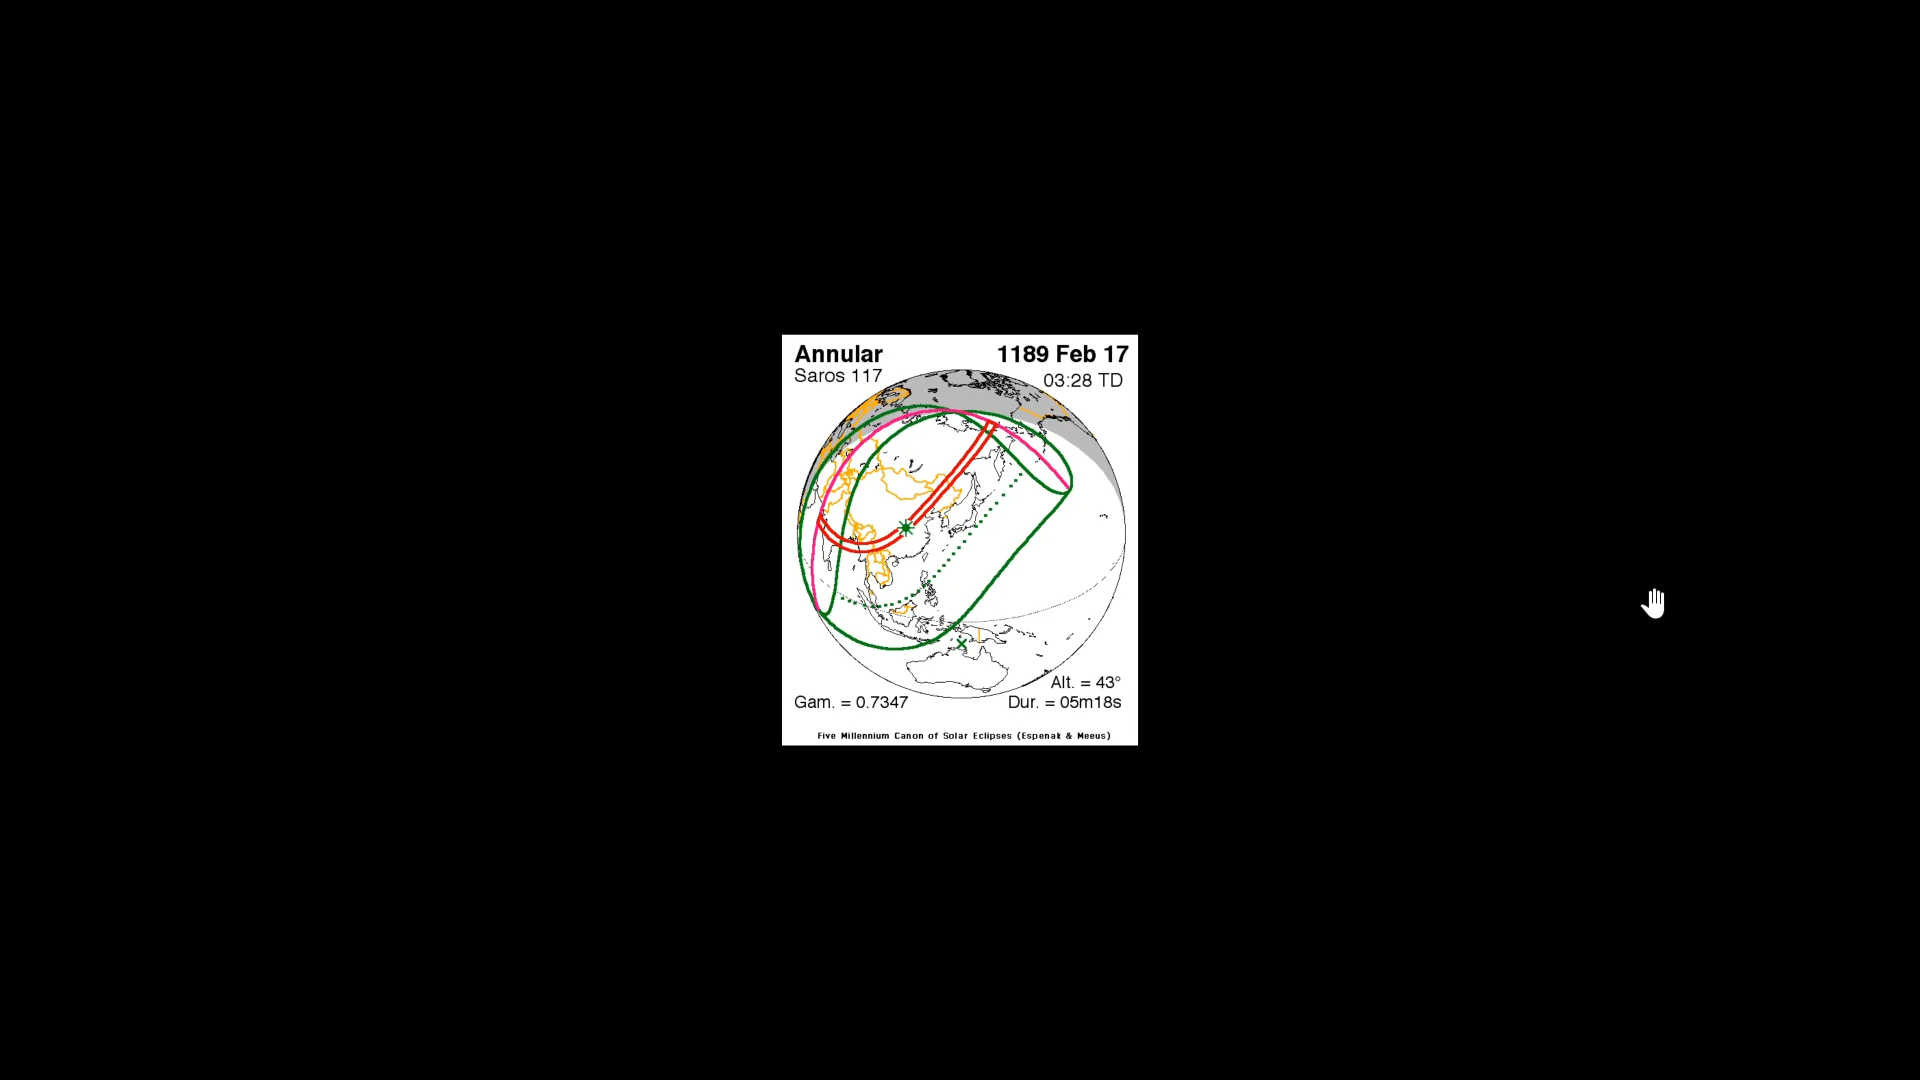 Annular 1189 Feb 17
Saros 117 03:28 TD
Alt. = 43°
Gam. = 0.7347 Dur. = 05m18s
Five Millennium Canon of Solar Eclipses (Espenak & Meeus)